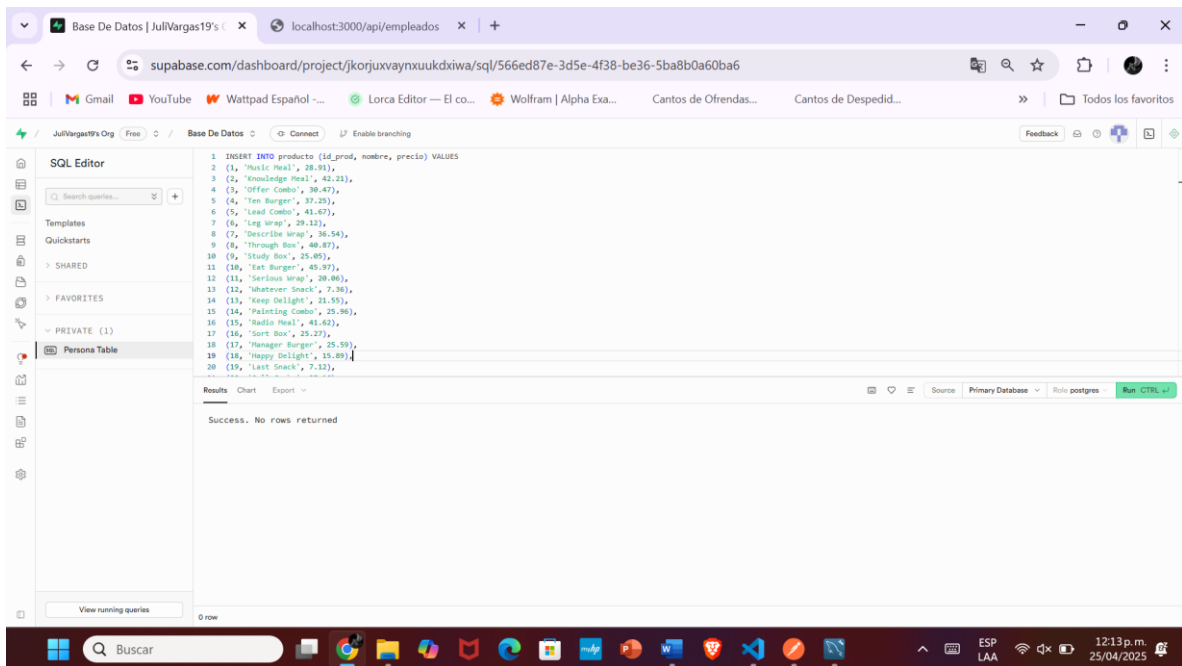 Base De Datos | JuliVargas19's
localhost:3000/api/empleados
supabase.com/dashboard/project/jkorjuxvaynxuukdxiwa/sql/566ed87e-3d5e-4f38-be36-5ba8b0a60ba6
Gmail YouTube Wattpad Español -... Lorca Editor — El co... Wolfram | Alpha Exa... Cantos de Ofrendas... Cantos de Despedid... » Todos los favoritos
/ JuliVargas19's Org Free / Base De Datos Connect Enable branching Feedback
SQL Editor
Search queries...
Templates
Quickstarts
> SHARED
> FAVORITES
PRIVATE (1)
SQL Persona Table
View running queries
1 INSERT INTO producto (id_prod, nombre, precio) VALUES
2 (1, 'Music Meal', 28.91),
3 (2, 'Knowledge Meal', 42.21),
4 (3, 'Offer Combo', 30.47),
5 (4, 'Ten Burger', 37.25),
6 (5, 'Lead Combo', 41.67),
7 (6, 'Leg Wrap', 29.12),
8 (7, 'Describe Wrap', 36.54),
9 (8, 'Through Box', 40.87),
10 (9, 'Study Box', 25.05),
11 (10, 'Eat Burger', 45.97),
12 (11, 'Serious Wrap', 20.06),
13 (12, 'Whatever Snack', 7.36),
14 (13, 'Keep Delight', 21.55),
15 (14, 'Painting Combo', 25.96),
16 (15, 'Radio Meal', 41.62),
17 (16, 'Sort Box', 25.27),
18 (17, 'Manager Burger', 25.59),
19 (18, 'Happy Delight', 15.89),
20 (19, 'Last Snack', 7.12),
Results Chart Export Source Primary Database Role postgres Run CTRL ↵
Success. No rows returned
0 row
Buscar
ESP
LAA
12:13 p.m.
25/04/2025